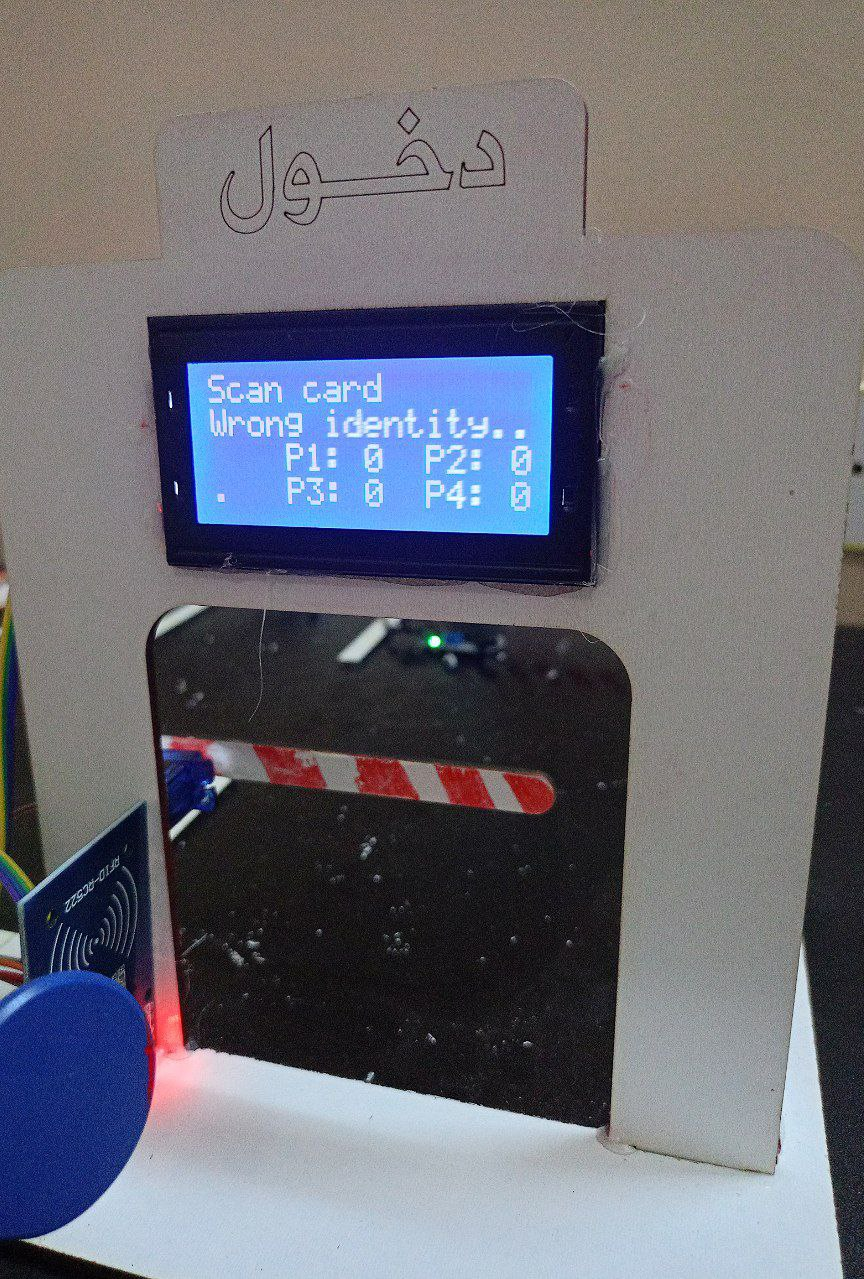 دخول
Scan card
Wrong identity..
P1: 0 P2: 0
. P3: 0 P4: 0
RFID-RC522